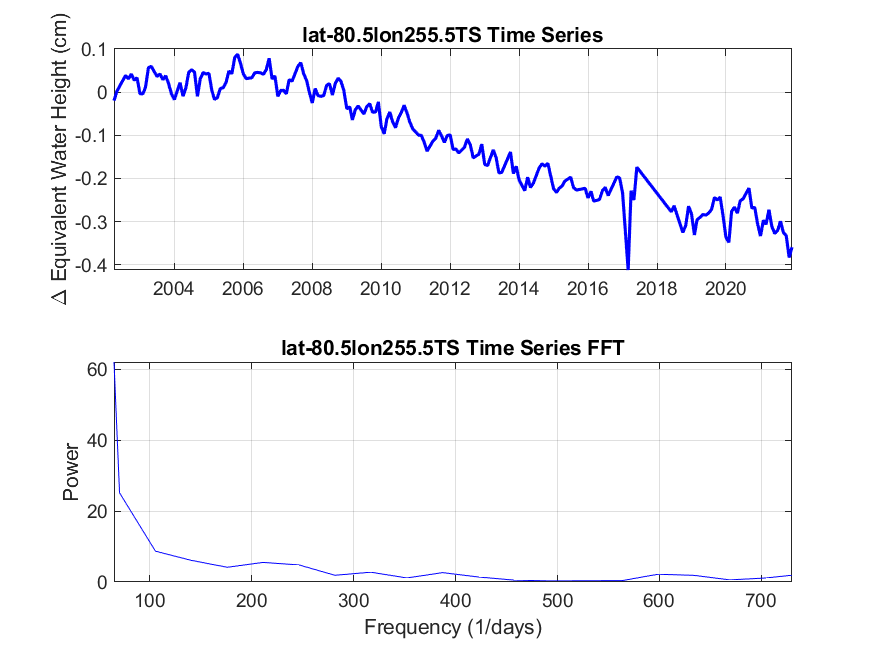 lat-80.5lon255.5TS Time Series
Δ Equivalent Water Height (cm)
0.1
0
-0.1
-0.2
-0.3
-0.4
2004 2006 2008 2010 2012 2014 2016 2018 2020
lat-80.5lon255.5TS Time Series FFT
Power
60
40
20
0
100 200 300 400 500 600 700
Frequency (1/days)